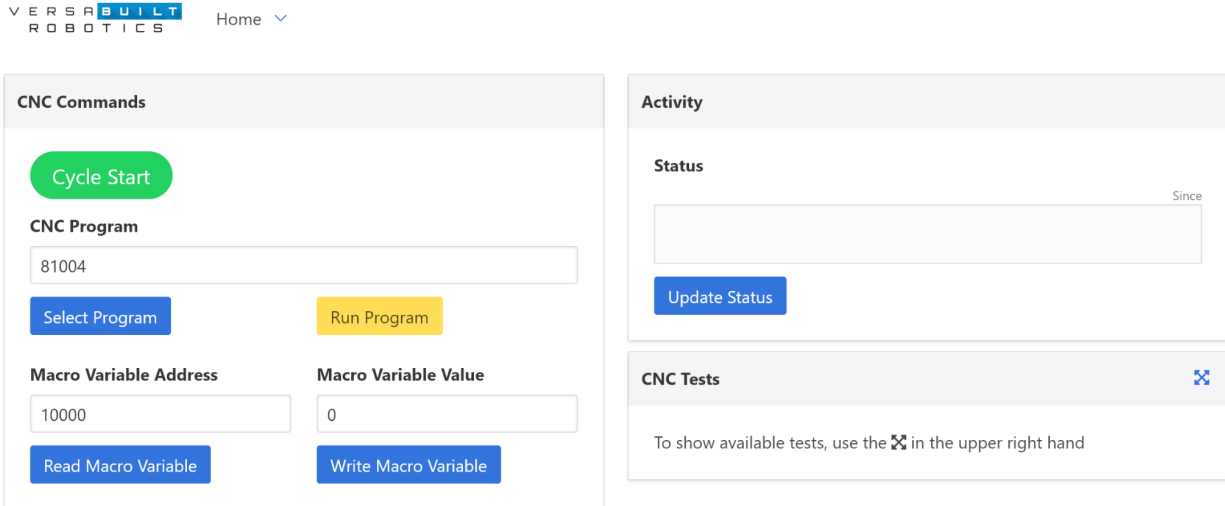 VERSABUILT
ROBOTICS
Home
CNC Commands
Cycle Start
CNC Program
81004
Select Program
Run Program
Macro Variable Address
Macro Variable Value
10000
0
Read Macro Variable
Write Macro Variable
Activity
Status
Since
Update Status
CNC Tests
To show available tests, use the in the upper right hand